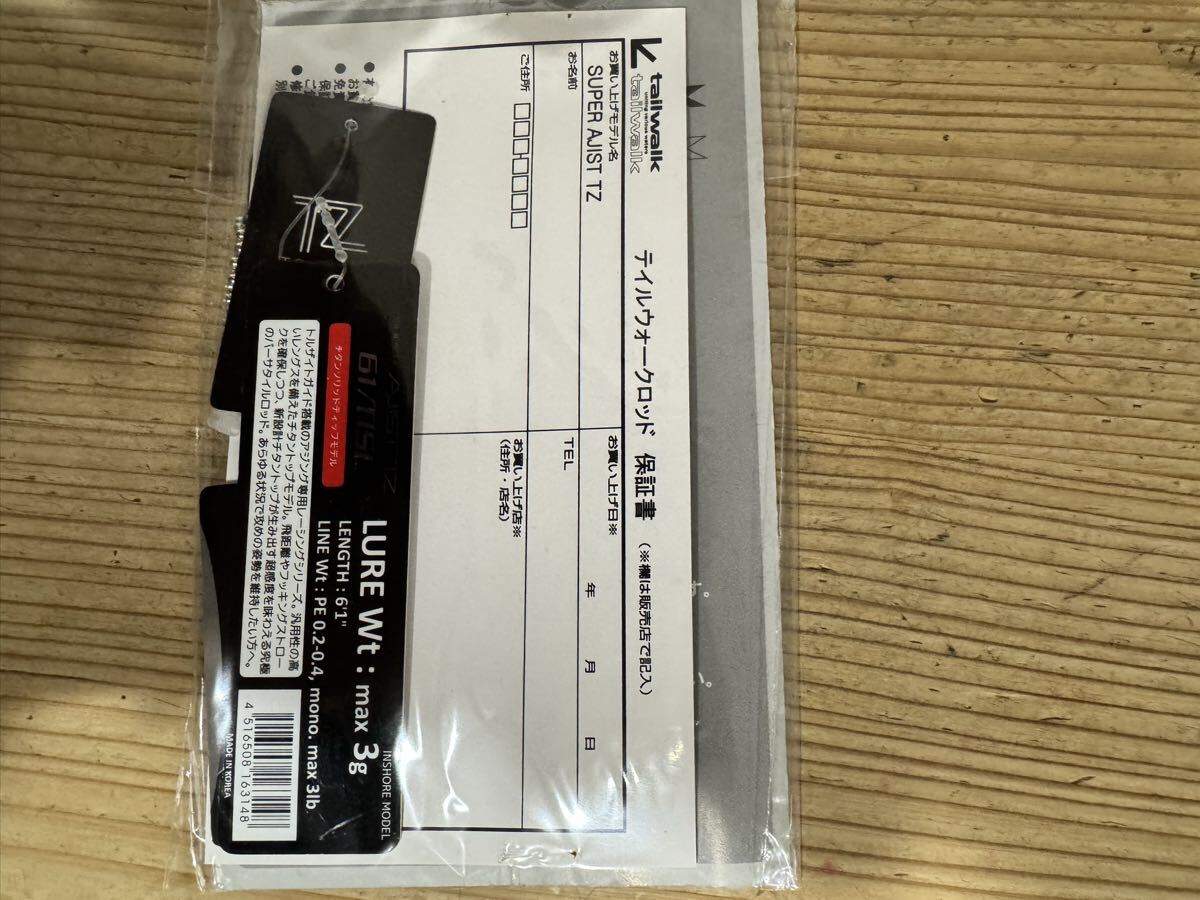 tailwalk
uniting various waters
tailwalk
テイルウォークロッド 保証書 (※欄は販売店で記入)
お買い上げモデル名
SUPER AJIST TZ
お買い上げ日※
年 月 日
お名前
TEL
ご住所
お買い上げ店※
(住所・店名)
AJIST TZ
61/TISL
INSHORE MODEL
LURE Wt : max 3g
LENGTH : 6'1"
LINE Wt : PE 0.2-0.4, mono. max 3lb
チタンソリッドティップモデル
トルザイトガイド搭載のアジング専用レーシングシリーズ。汎用性の高
いレングスを備えたチタントップモデル。飛距離やフッキングストロー
クを確保しつつ、新設計チタントップが生み出す超感度を味わえる究極
のバーサタイルロッド。あらゆる状況で攻めの姿勢を維持したい方へ。
4 516508 163148
MADE IN KOREA